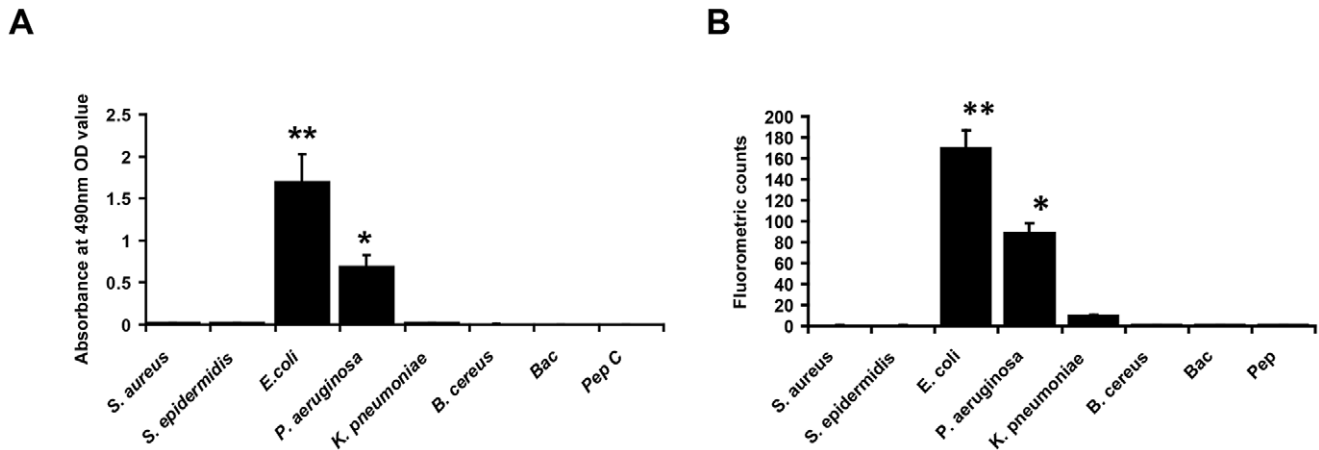 A
Absorbance at 490nm OD value
2.5
2
1.5
1
0.5
0
**
*
S. aureus
S. epidermidis
E.coli
P. aeruginosa
K. pneumoniae
B. cereus
Bac
Pep C
B
Fluorometric counts
200
180
160
140
120
100
80
60
40
20
0
**
*
S. aureus
S. epidermidis
E. coli
P. aeruginosa
K. pneumoniae
B. cereus
Bac
Pep